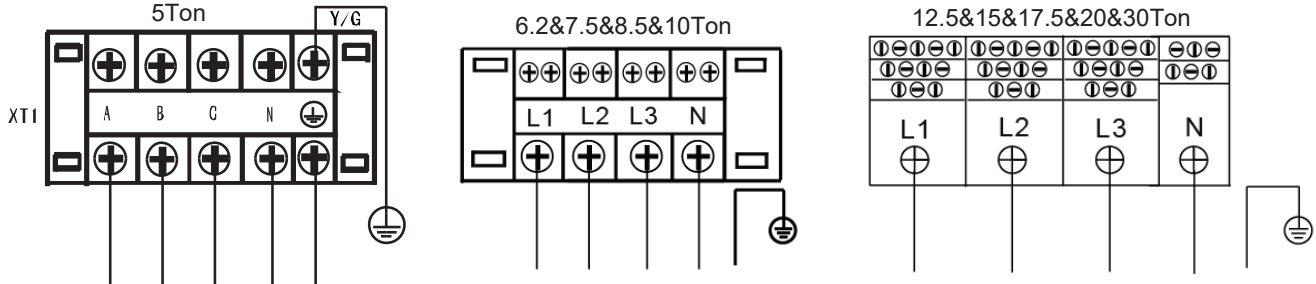 5Ton
Y/G
XT1
A B C N
6.2&7.5&8.5&10Ton
L1 L2 L3 N
12.5&15&17.5&20&30Ton
L1 L2 L3 N